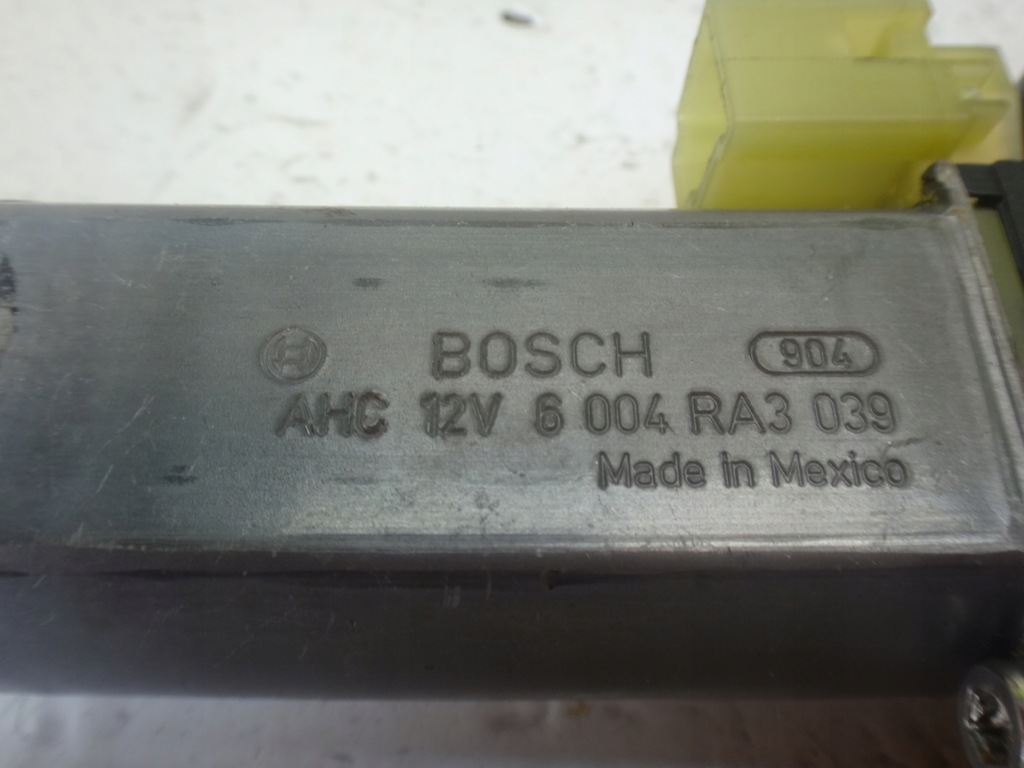 BOSCH 904
AHC 12V 6 004 RA3 039
Made in Mexico